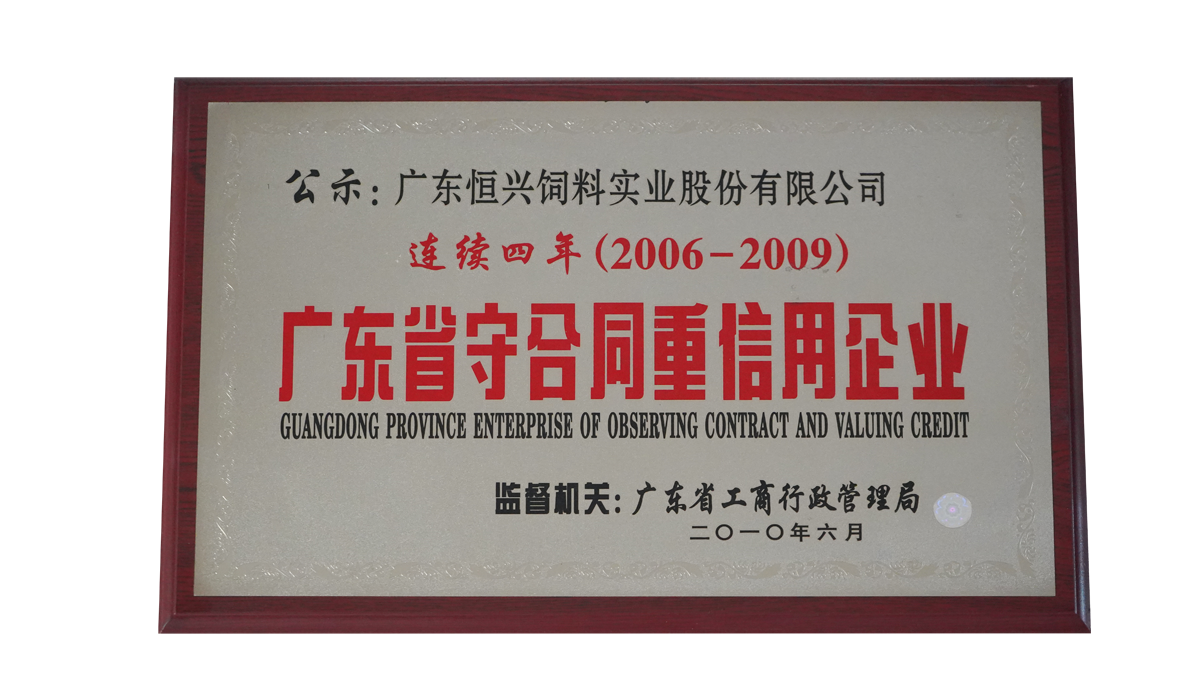 公示：广东恒兴饲料实业股份有限公司
连续四年(2006-2009)
广东省守合同重信用企业
GUANGDONG PROVINCE ENTERPRISE OF OBSERVING CONTRACT AND VALUING CREDIT
监督机关：广东省工商行政管理局
二〇一〇年六月